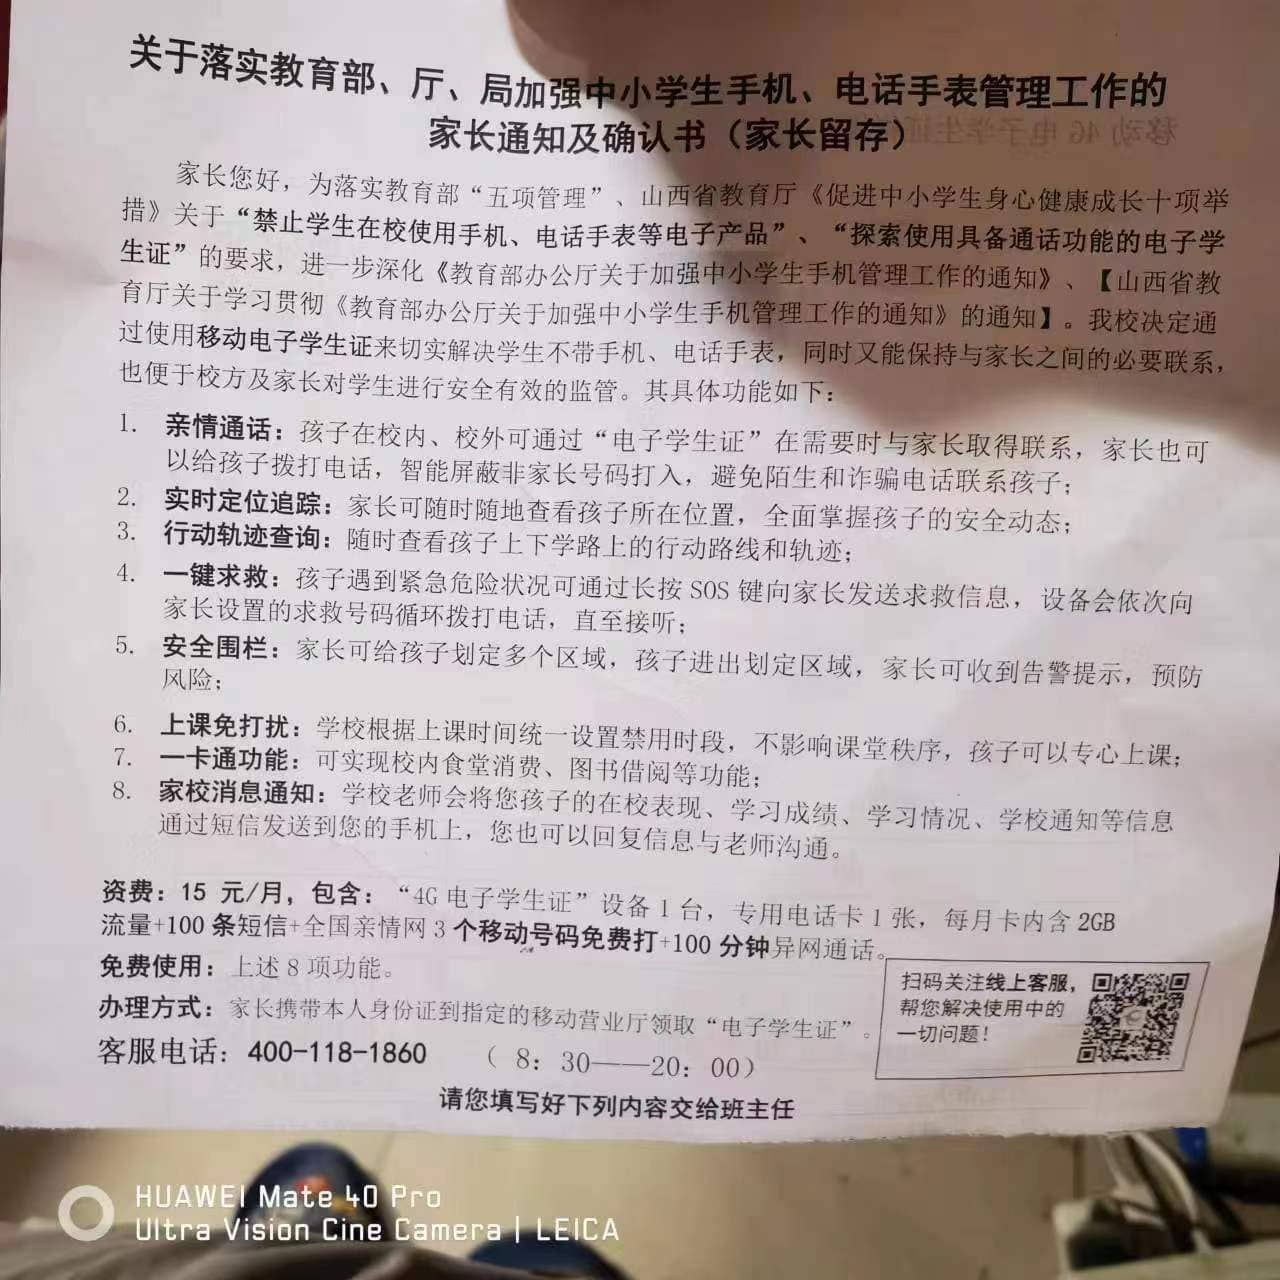 关于落实教育部、厅、局加强中小学生手机、电话手表管理工作的
家长通知及确认书（家长留存）
家长您好，为落实教育部“五项管理”、山西省教育厅《促进中小学生身心健康成长十项举
措》关于“禁止学生在校使用手机、电话手表等电子产品”、“探索使用具备通话功能的电子学
生证”的要求，进一步深化《教育部办公厅关于加强中小学生手机管理工作的通知》、【山西省教
育厅关于学习贯彻《教育部办公厅关于加强中小学生手机管理工作的通知》的通知】。我校决定通
过使用移动电子学生证来切实解决学生不带手机、电话手表，同时又能保持与家长之间的必要联系，
也便于校方及家长对学生进行安全有效的监管。其具体功能如下：
1. 亲情通话：孩子在校内、校外可通过“电子学生证”在需要时与家长取得联系，家长也可
以给孩子拨打电话，智能屏蔽非家长号码打入，避免陌生和诈骗电话联系孩子；
2. 实时定位追踪：家长可随时随地查看孩子所在位置，全面掌握孩子的安全动态；
3. 行动轨迹查询：随时查看孩子上下学路上的行动路线和轨迹；
4. 一键求救：孩子遇到紧急危险状况可通过长按 SOS 键向家长发送求救信息，设备会依次向
家长设置的求救号码循环拨打电话，直至接听；
5. 安全围栏：家长可给孩子划定多个区域，孩子进出划定区域，家长可收到告警提示，预防
风险；
6. 上课免打扰：学校根据上课时间统一设置禁用时段，不影响课堂秩序，孩子可以专心上课；
7. 一卡通功能：可实现校内食堂消费、图书借阅等功能；
8. 家校消息通知：学校老师会将您孩子的在校表现、学习成绩、学习情况、学校通知等信息
通过短信发送到您的手机上，您也可以回复信息与老师沟通。
资费：15 元/月，包含：“4G 电子学生证”设备 1 台，专用电话卡 1 张，每月卡内含 2GB
流量+100 条短信+全国亲情网 3 个移动号码免费打+100 分钟异网通话。
免费使用：上述 8 项功能。
办理方式：家长携带本人身份证到指定的移动营业厅领取“电子学生证”。
客服电话：400-118-1860 （8：30——20：00）
扫码关注线上客服，
帮您解决使用中的
一切问题！
请您填写好下列内容交给班主任
HUAWEI Mate 40 Pro
Ultra Vision Cine Camera | LEICA